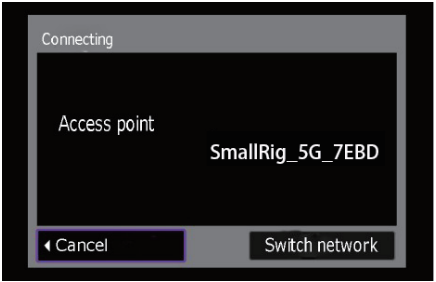 Connecting
Access point
SmallRig_5G_7EBD
Cancel
Switch network